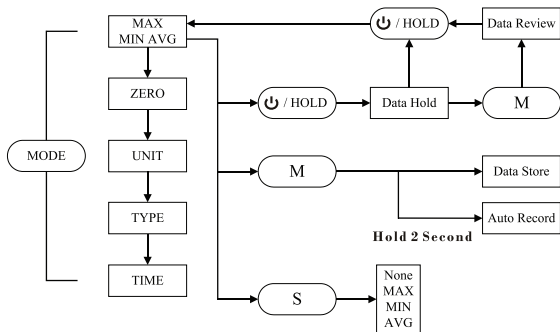 MAX
MIN AVG
/ HOLD
Data Review
ZERO
/ HOLD
Data Hold
M
MODE
UNIT
M
Data Store
TYPE
Auto Record
Hold 2 Second
TIME
S
None
MAX
MIN
AVG